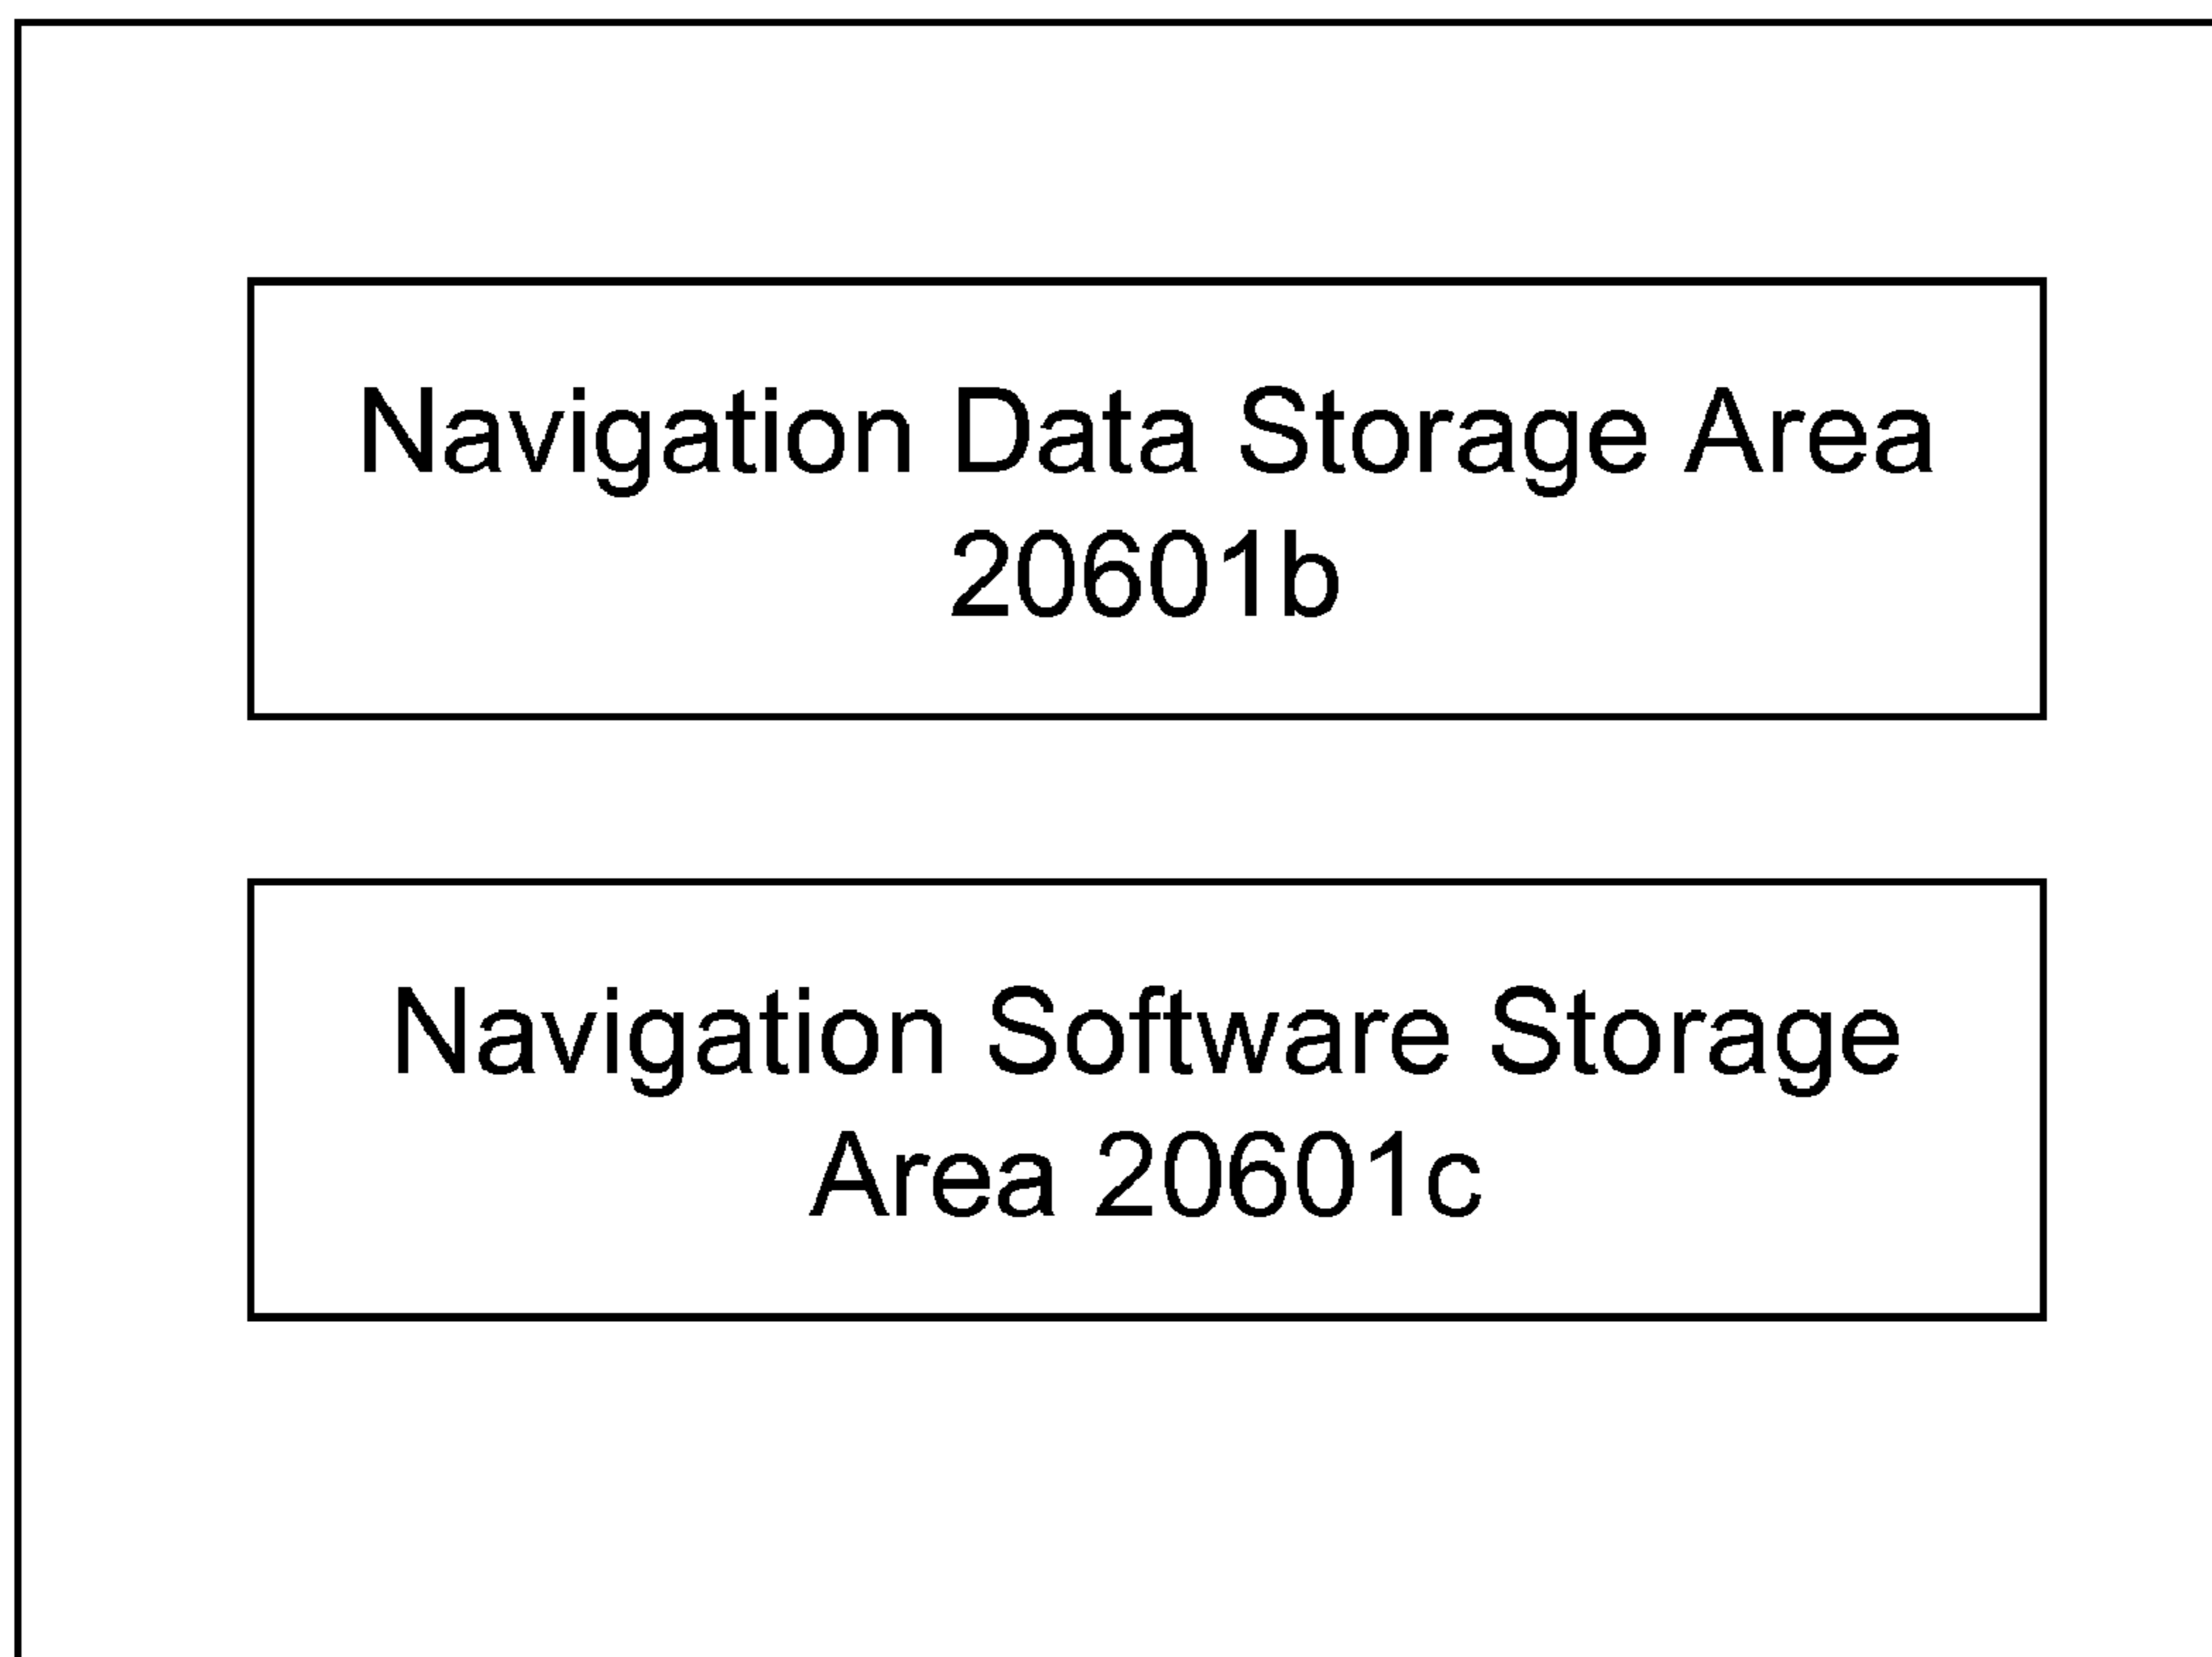 Navigation Data Storage Area
20601b
Navigation Software Storage
Area 20601c